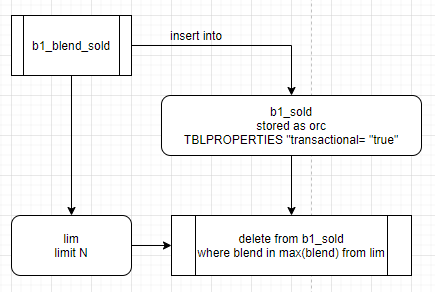 b1_blend_sold
insert into
b1_sold
stored as orc
TBLPROPERTIES "transactional= "true"
lim
limit N
delete from b1_sold
where blend in max(blend) from lim